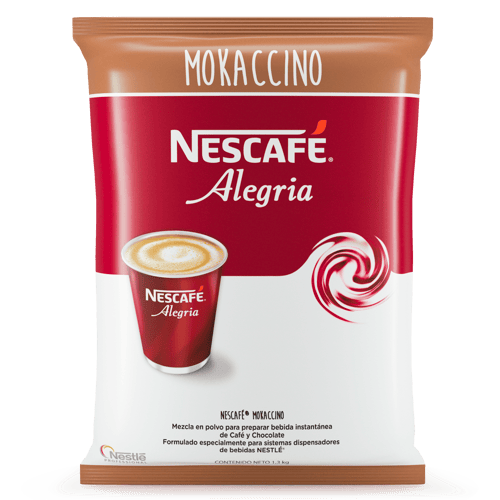 MOKACCINO
NESCAFÉ®
Alegria
NESCAFÉ
Alegria
NESCAFÉ® MOKACCINO
Mezcla en polvo para preparar bebida instantánea
de Café y Chocolate
Formulado especialmente para sistemas dispensadores
de bebidas NESTLÉ®
Nestlé
PROFESSIONAL
CONTENIDO NETO 1,3 kg